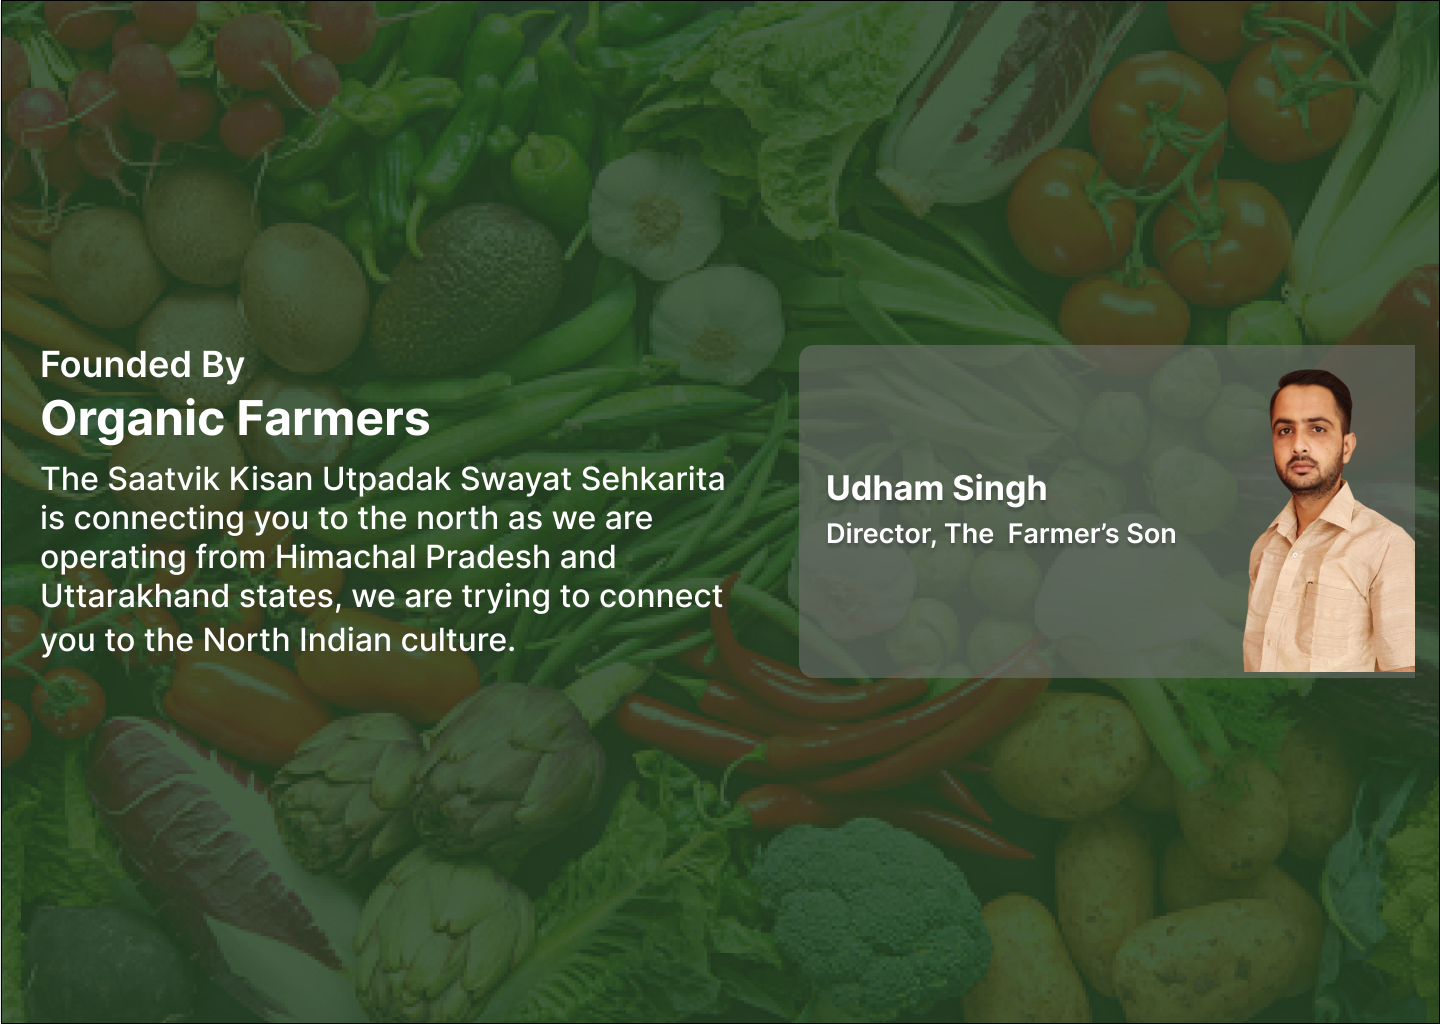 Founded By
Organic Farmers
The Saatvik Kisan Utpadak Swayat Sehkarita
is connecting you to the north as we are
operating from Himachal Pradesh and
Uttarakhand states, we are trying to connect
you to the North Indian culture.
Udham Singh
Director, The  Farmer’s Son